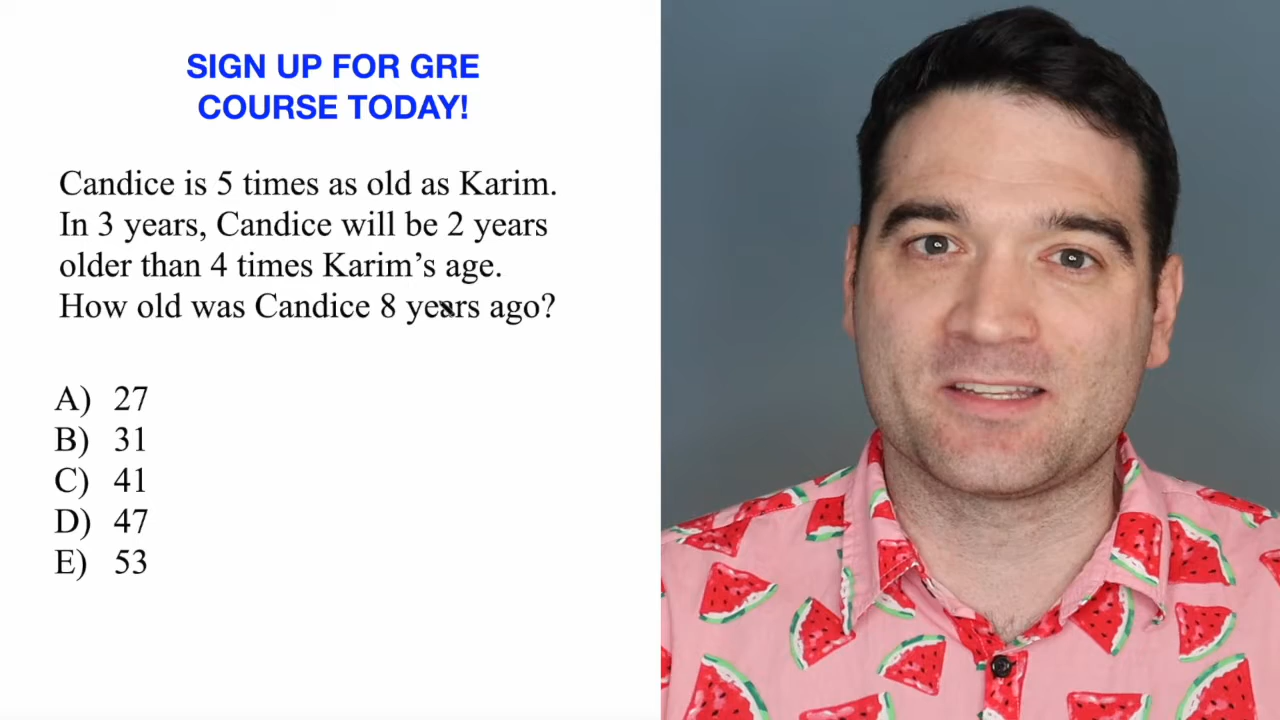 SIGN UP FOR GRE
COURSE TODAY!
Candice is 5 times as old as Karim.
In 3 years, Candice will be 2 years
older than 4 times Karim’s age.
How old was Candice 8 years ago?
A) 27
B) 31
C) 41
D) 47
E) 53